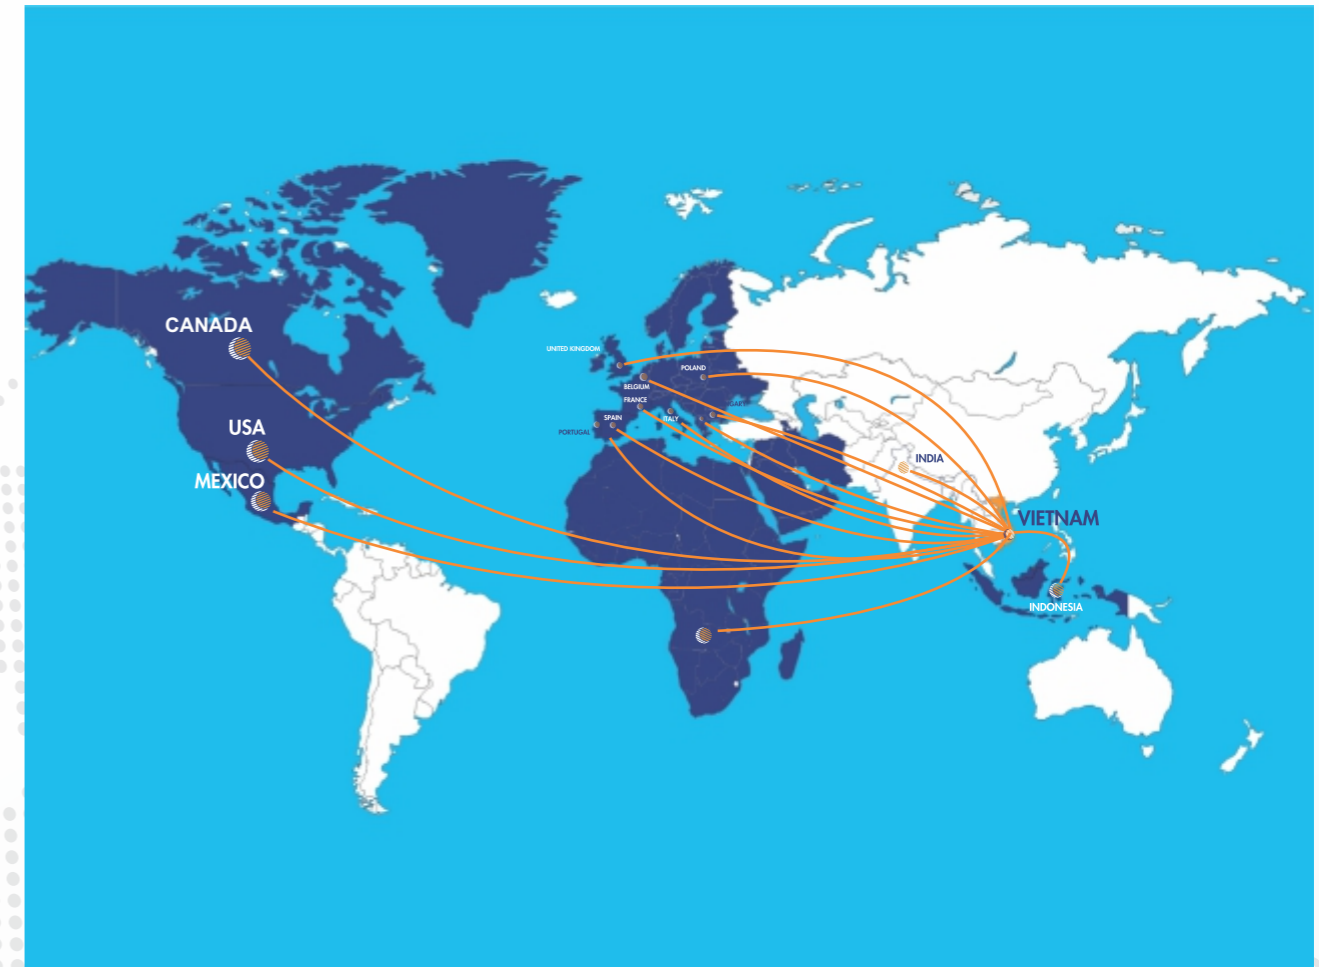 CANADA
UNITED KINGDOM
POLAND
BELGIUM
FRANCE
SPAIN
ITALY
PORTUGAL
USA
MEXICO
INDIA
VIETNAM
INDONESIA